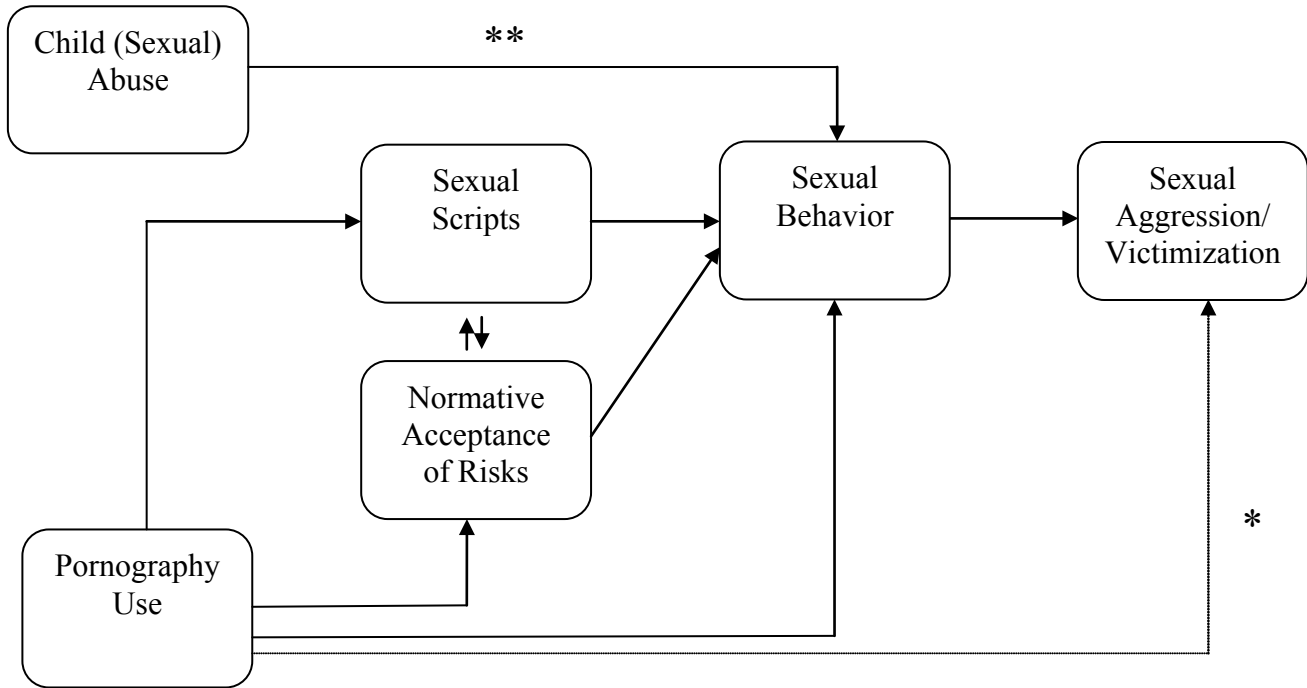 Child (Sexual)
Abuse
**
Sexual
Scripts
Sexual
Behavior
Sexual
Aggression/
Victimization
Normative
Acceptance
of Risks
*
Pornography
Use